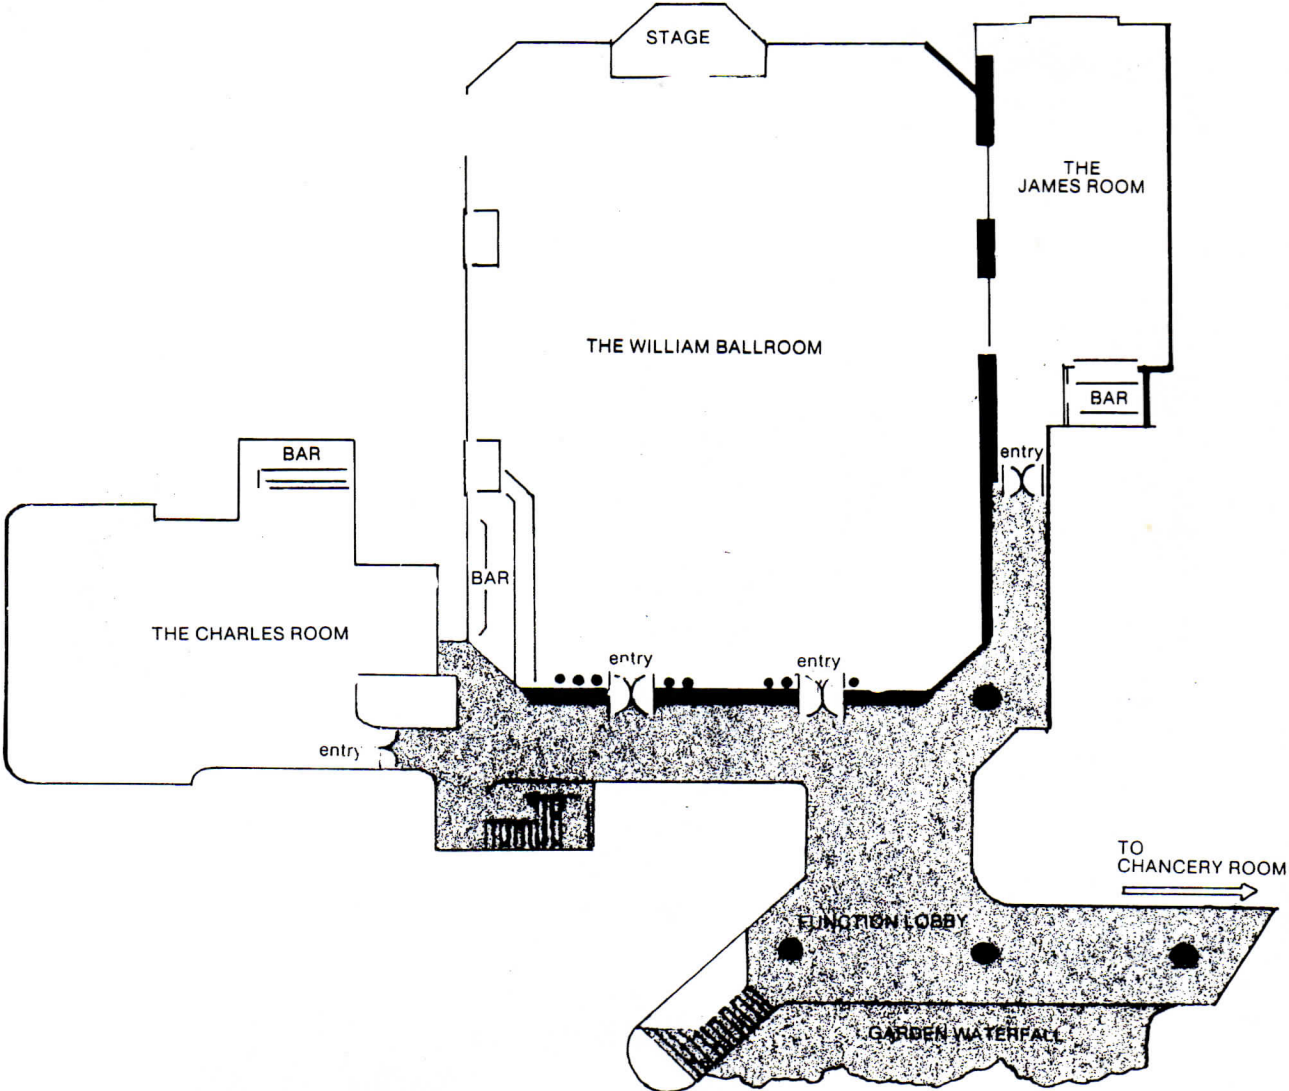 STAGE
THE
JAMES ROOM
THE WILLIAM BALLROOM
BAR
BAR
entry
BAR
THE CHARLES ROOM
entry
entry
entry
TO
CHANCERY ROOM
FUNCTION LOBBY
GARDEN WATERFALL